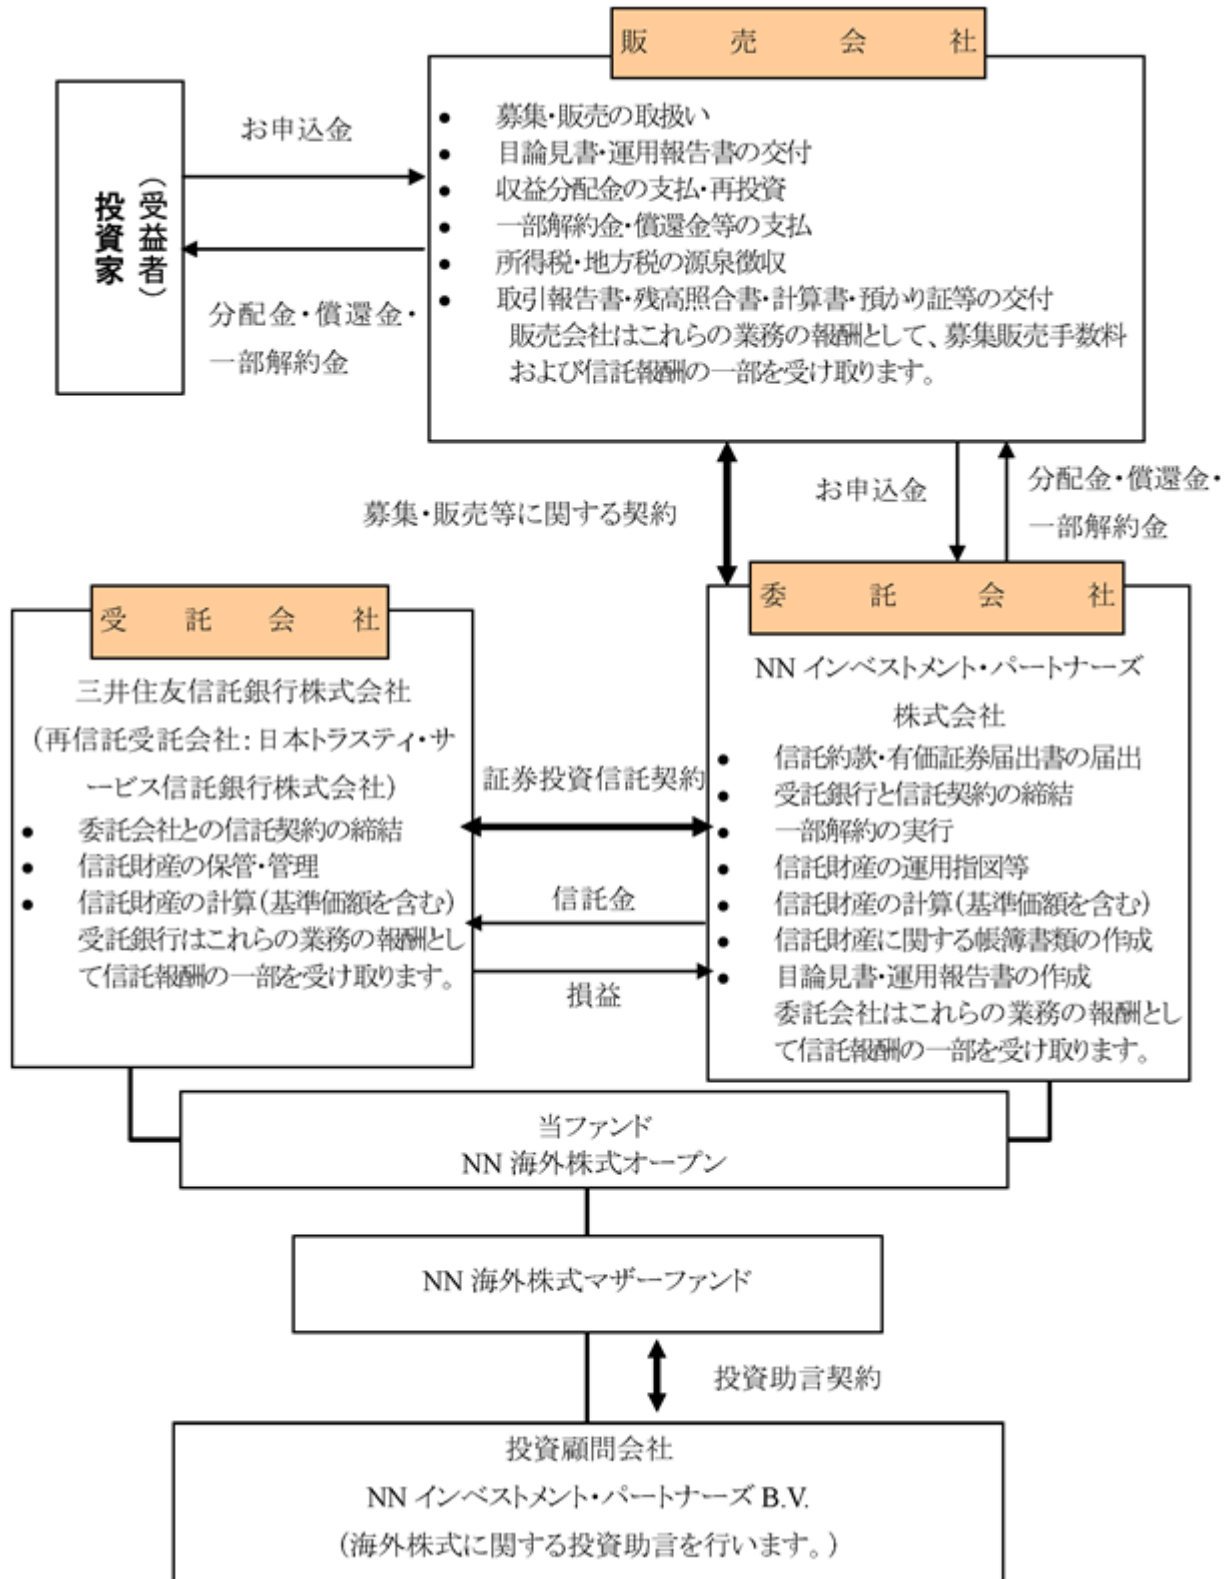 販売会社
投資家
(受益者)
お申込金
分配金・償還金・
一部解約金
● 募集・販売の取扱い
● 目論見書・運用報告書の交付
● 収益分配金の支払・再投資
● 一部解約金・償還金等の支払
● 所得税・地方税の源泉徴収
● 取引報告書・残高照合書・計算書・預かり証等の交付
販売会社はこれらの業務の報酬として、募集販売手数料
および信託報酬の一部を受け取ります。
募集・販売等に関する契約
お申込金
分配金・償還金・
一部解約金
受託会社
三井住友信託銀行株式会社
(再信託受託会社:日本トラスティ・サ
ービス信託銀行株式会社)
● 委託会社との信託契約の締結
● 信託財産の保管・管理
● 信託財産の計算(基準価額を含む)
受託銀行はこれらの業務の報酬とし
て信託報酬の一部を受け取ります。
証券投資信託契約
信託金
損益
委託会社
NN インベストメント・パートナーズ
株式会社
● 信託約款・有価証券届出書の届出
● 受託銀行と信託契約の締結
● 一部解約の実行
● 信託財産の運用指図等
● 信託財産の計算(基準価額を含む)
● 信託財産に関する帳簿書類の作成
● 目論見書・運用報告書の作成
委託会社はこれらの業務の報酬とし
て信託報酬の一部を受け取ります。
当ファンド
NN 海外株式オープン
NN 海外株式マザーファンド
投資助言契約
投資顧問会社
NN インベストメント・パートナーズ B.V.
(海外株式に関する投資助言を行います。)